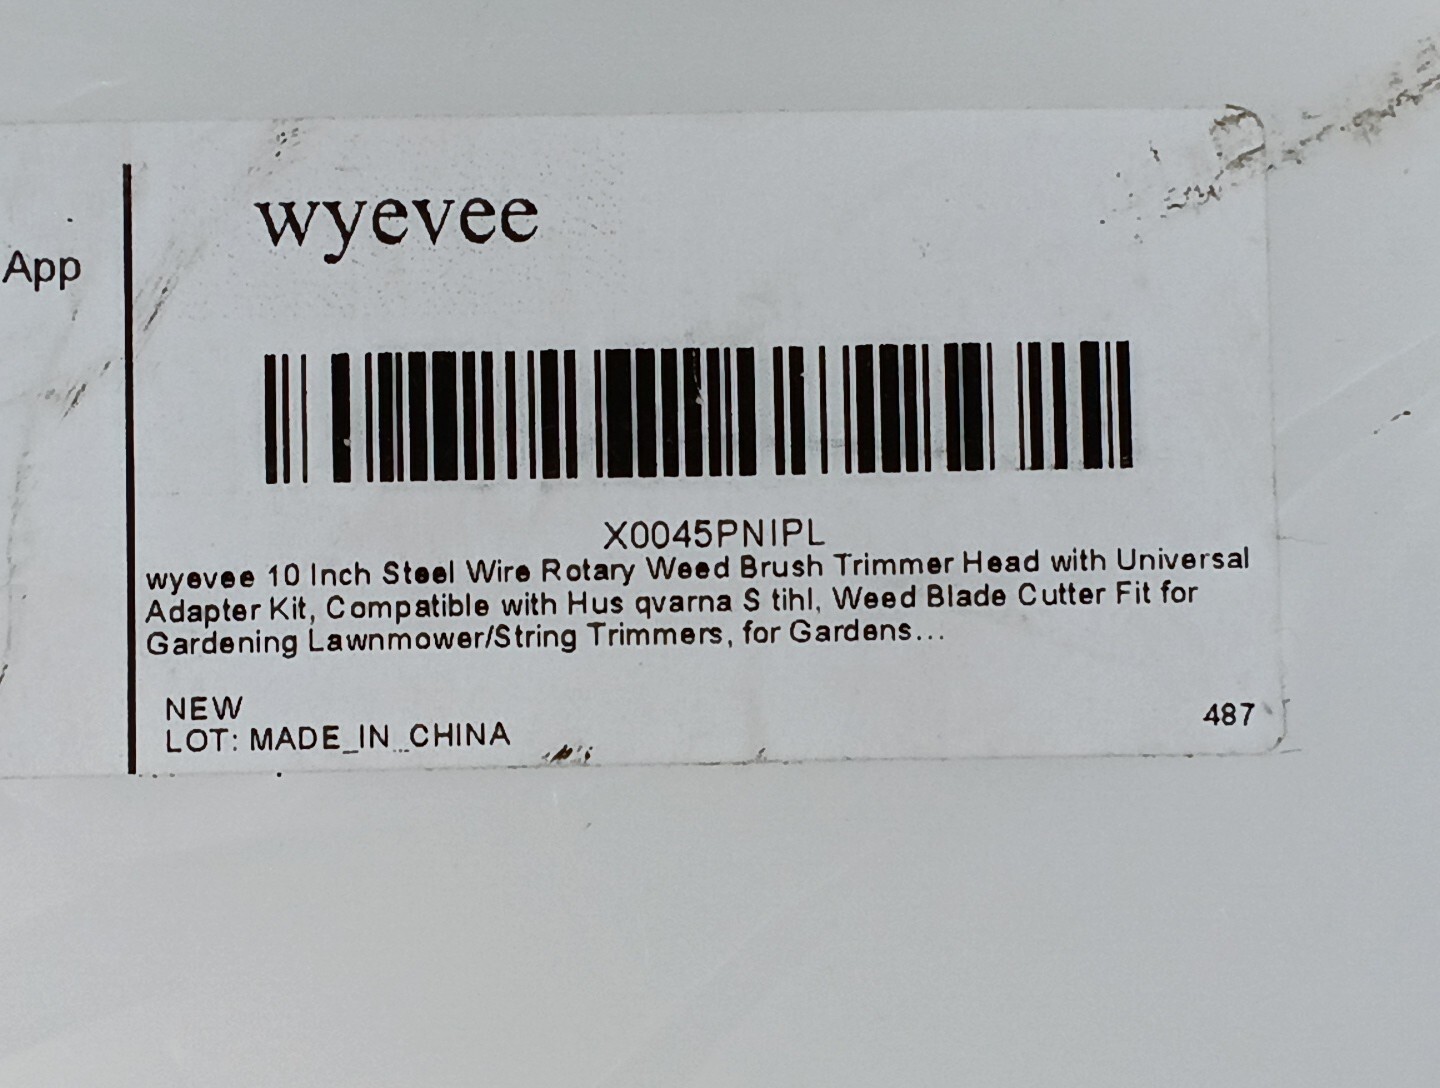 App
wyevee
X0045PNIPL
wyevee 10 Inch Steel Wire Rotary Weed Brush Trimmer Head with Universal
Adapter Kit, Compatible with Hus qvarna S tihl, Weed Blade Cutter Fit for
Gardening Lawnmower/String Trimmers, for Gardens...
NEW
LOT: MADE_IN_CHINA
487